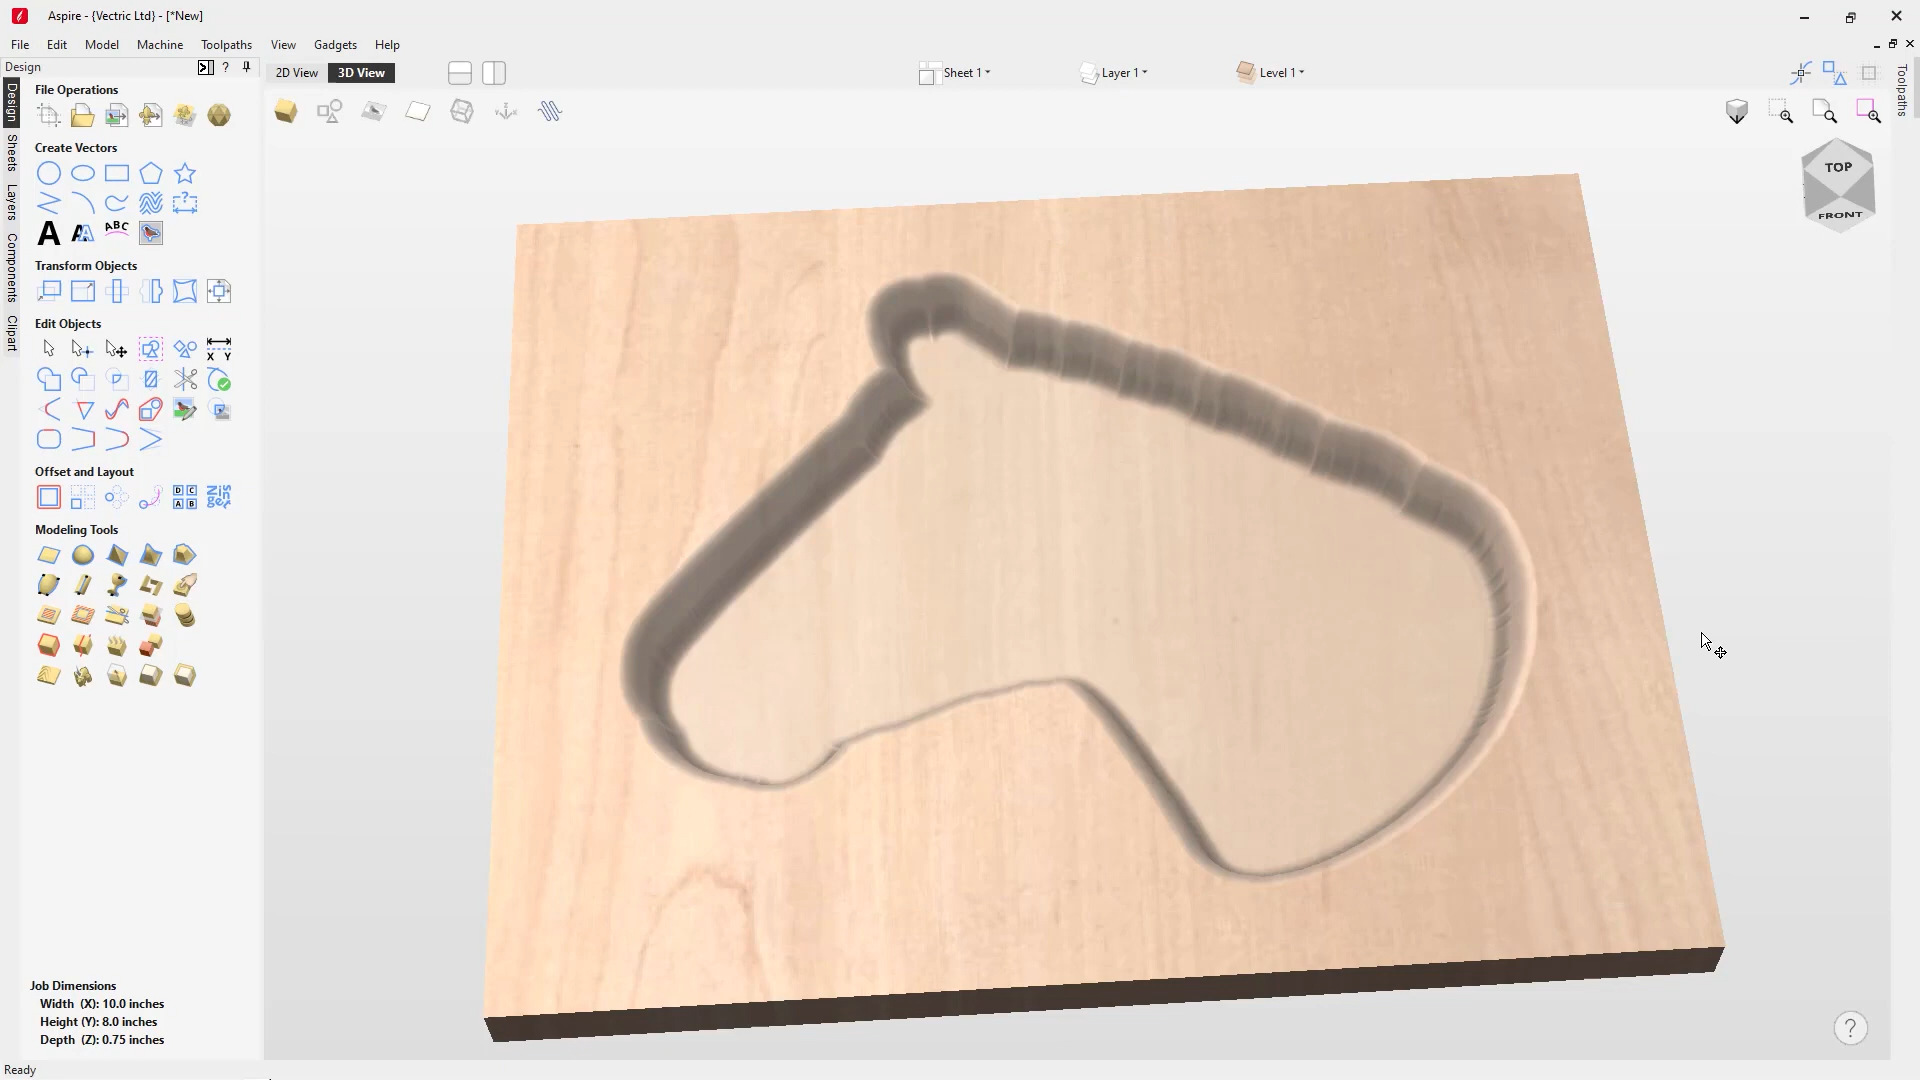 Aspire - {Vectric Ltd} - [*New]
File Edit Model Machine Toolpaths View Gadgets Help
Design
2D View 3D View Sheet 1 Layer 1 Level 1
Design
Sheets
Layers
Components
Clipart
File Operations
Create Vectors
A A A ABC
Transform Objects
Edit Objects
X Y
Offset and Layout
D C
A B
Modeling Tools
Job Dimensions
Width (X): 10.0 inches
Height (Y): 8.0 inches
Depth (Z): 0.75 inches
Ready
Toolpaths
TOP
FRONT
?